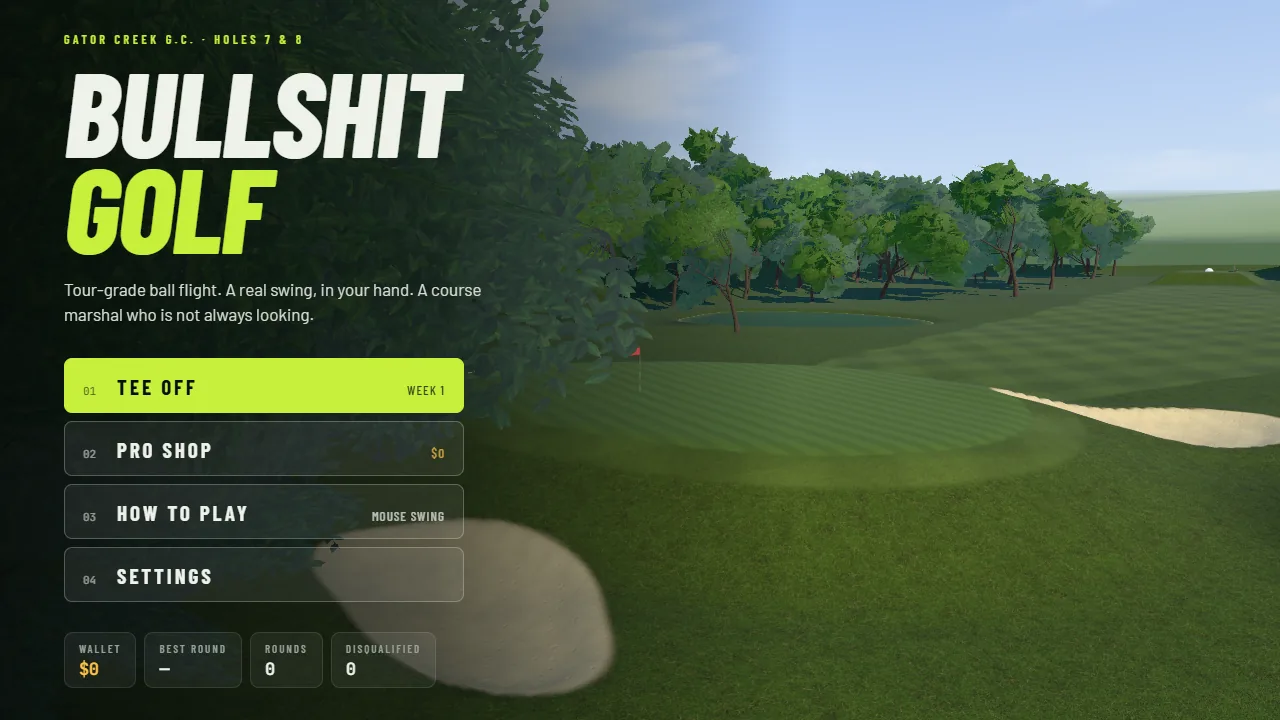 GATOR CREEK G.C. · HOLES 7 & 8
BULLSHIT
GOLF
Tour-grade ball flight. A real swing, in your hand. A course
marshal who is not always looking.
01 TEE OFF WEEK 1
02 PRO SHOP $0
03 HOW TO PLAY MOUSE SWING
04 SETTINGS
WALLET BEST ROUND ROUNDS DISQUALIFIED
$0 – 0 0